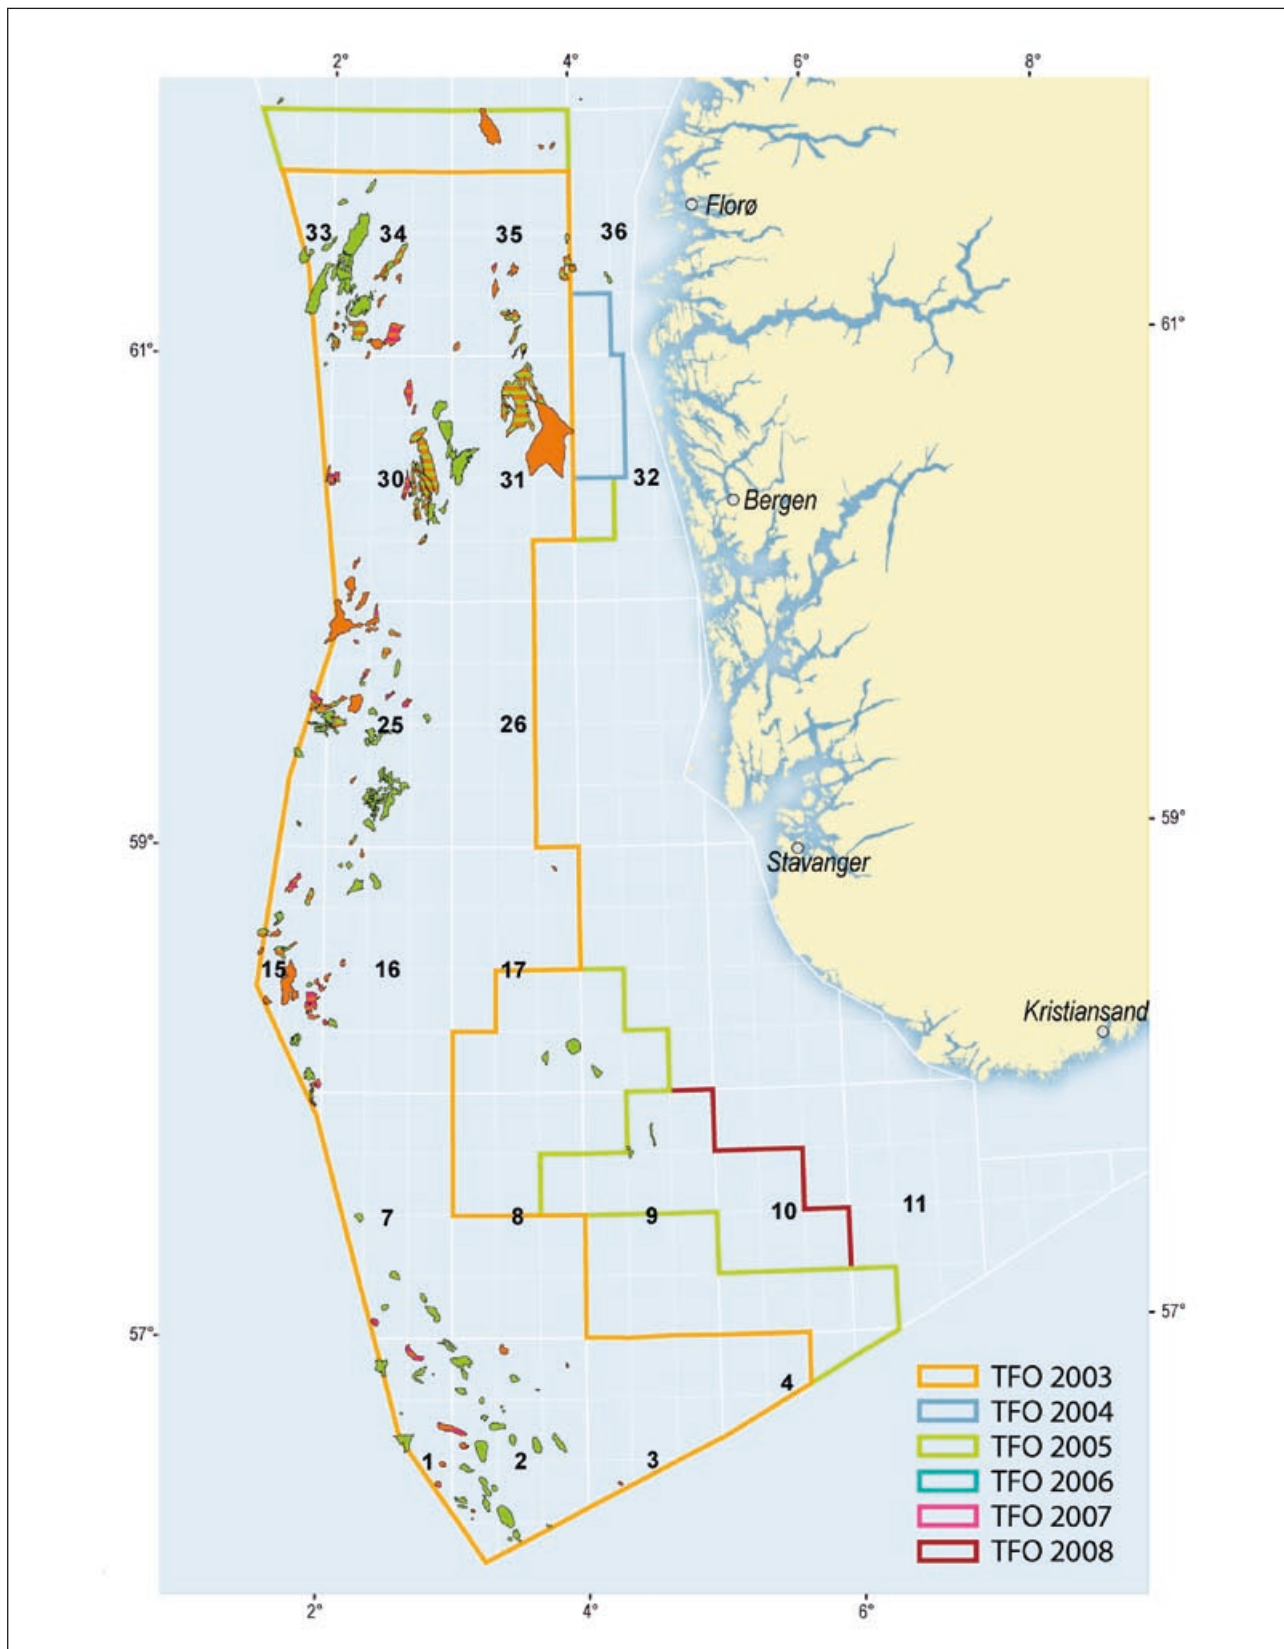 2° 4° 6° 8°
Florø
33 34 35 36
61° 61°
30 31 32
Bergen
25 26
59° 59°
Stavanger
15 16 17
Kristiansand
7 8 9 10 11
57° 57°
4
TFO 2003
TFO 2004
TFO 2005
1 2 3
TFO 2006
TFO 2007
TFO 2008
2° 4° 6°